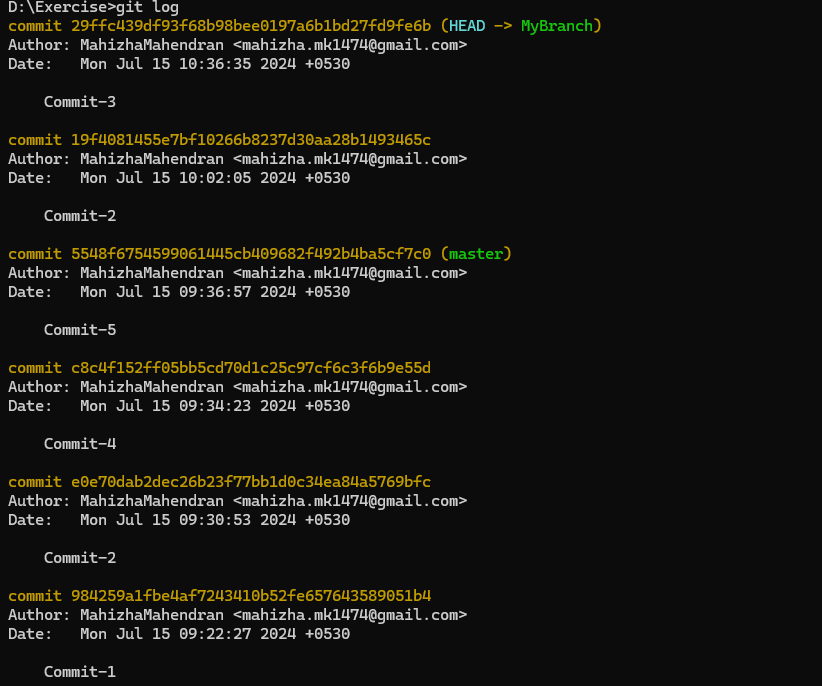 D:\Exercise>git log
commit 29ffc439df93f68b98bee0197a6b1bd27fd9fe6b (HEAD -> MyBranch)
Author: MahizhaMahendran <mahizha.mk1474@gmail.com>
Date:   Mon Jul 15 10:36:35 2024 +0530
    Commit-3
commit 19f4081455e7bf10266b8237d30aa28b1493465c
Author: MahizhaMahendran <mahizha.mk1474@gmail.com>
Date:   Mon Jul 15 10:02:05 2024 +0530
    Commit-2
commit 5548f6754599061445cb409682f492b4ba5cf7c0 (master)
Author: MahizhaMahendran <mahizha.mk1474@gmail.com>
Date:   Mon Jul 15 09:36:57 2024 +0530
    Commit-5
commit c8c4f152ff05bb5cd70d1c25c97cf6c3f6b9e55d
Author: MahizhaMahendran <mahizha.mk1474@gmail.com>
Date:   Mon Jul 15 09:34:23 2024 +0530
    Commit-4
commit e0e70dab2dec26b23f77bb1d0c34ea84a5769bfc
Author: MahizhaMahendran <mahizha.mk1474@gmail.com>
Date:   Mon Jul 15 09:30:53 2024 +0530
    Commit-2
commit 984259a1fbe4af7243410b52fe657643589051b4
Author: MahizhaMahendran <mahizha.mk1474@gmail.com>
Date:   Mon Jul 15 09:22:27 2024 +0530
    Commit-1